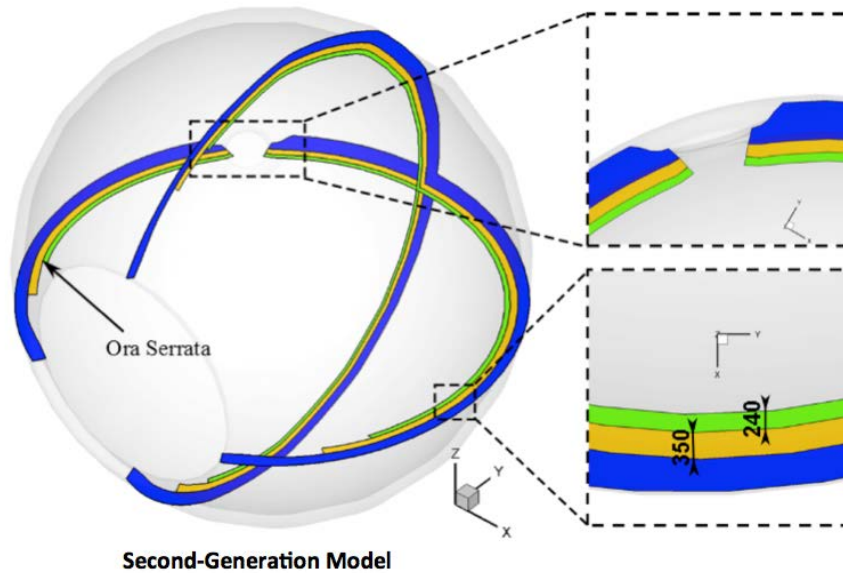 Ora Serrata
Z
Y
X
Y
X
Z
Y
X
350
240
Second-Generation Model